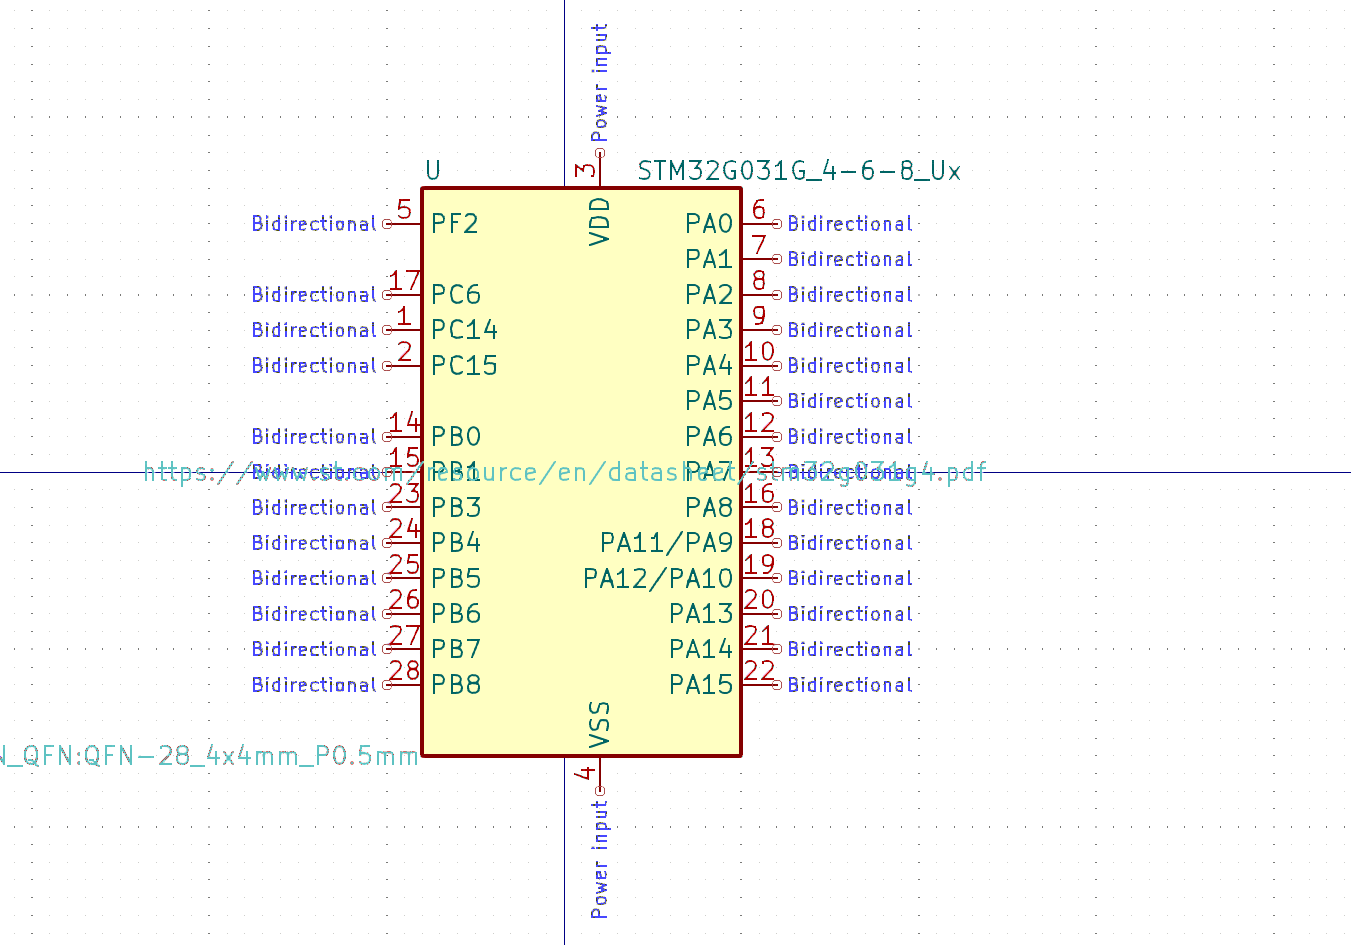 Power input
3
U
STM32G031G_4-6-8_Ux
VDD
Bidirectional 5 PF2
PA0 6 Bidirectional
PA1 7 Bidirectional
Bidirectional 17 PC6
PA2 8 Bidirectional
Bidirectional 1 PC14
PA3 9 Bidirectional
Bidirectional 2 PC15
PA4 10 Bidirectional
PA5 11 Bidirectional
Bidirectional 14 PB0
PA6 12 Bidirectional
Bidirectional 15 PB1
https://www.st.com/resource/en/datasheet/stm32g031g4.pdf
PA7 13 Bidirectional
Bidirectional 23 PB3
PA8 16 Bidirectional
Bidirectional 24 PB4
PA11/PA9 18 Bidirectional
Bidirectional 25 PB5
PA12/PA10 19 Bidirectional
Bidirectional 26 PB6
PA13 20 Bidirectional
Bidirectional 27 PB7
PA14 21 Bidirectional
Bidirectional 28 PB8
PA15 22 Bidirectional
VSS
N_QFN:QFN-28_4x4mm_P0.5mm
4
Power input